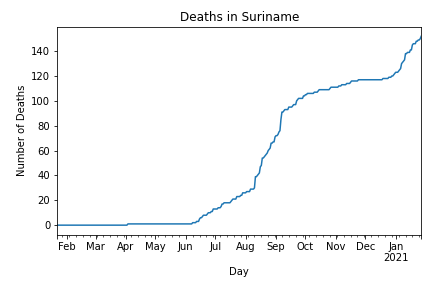 Deaths in Suriname
Number of Deaths
140
120
100
80
60
40
20
0
Feb Mar Apr May Jun Jul Aug Sep Oct Nov Dec Jan
2021
Day